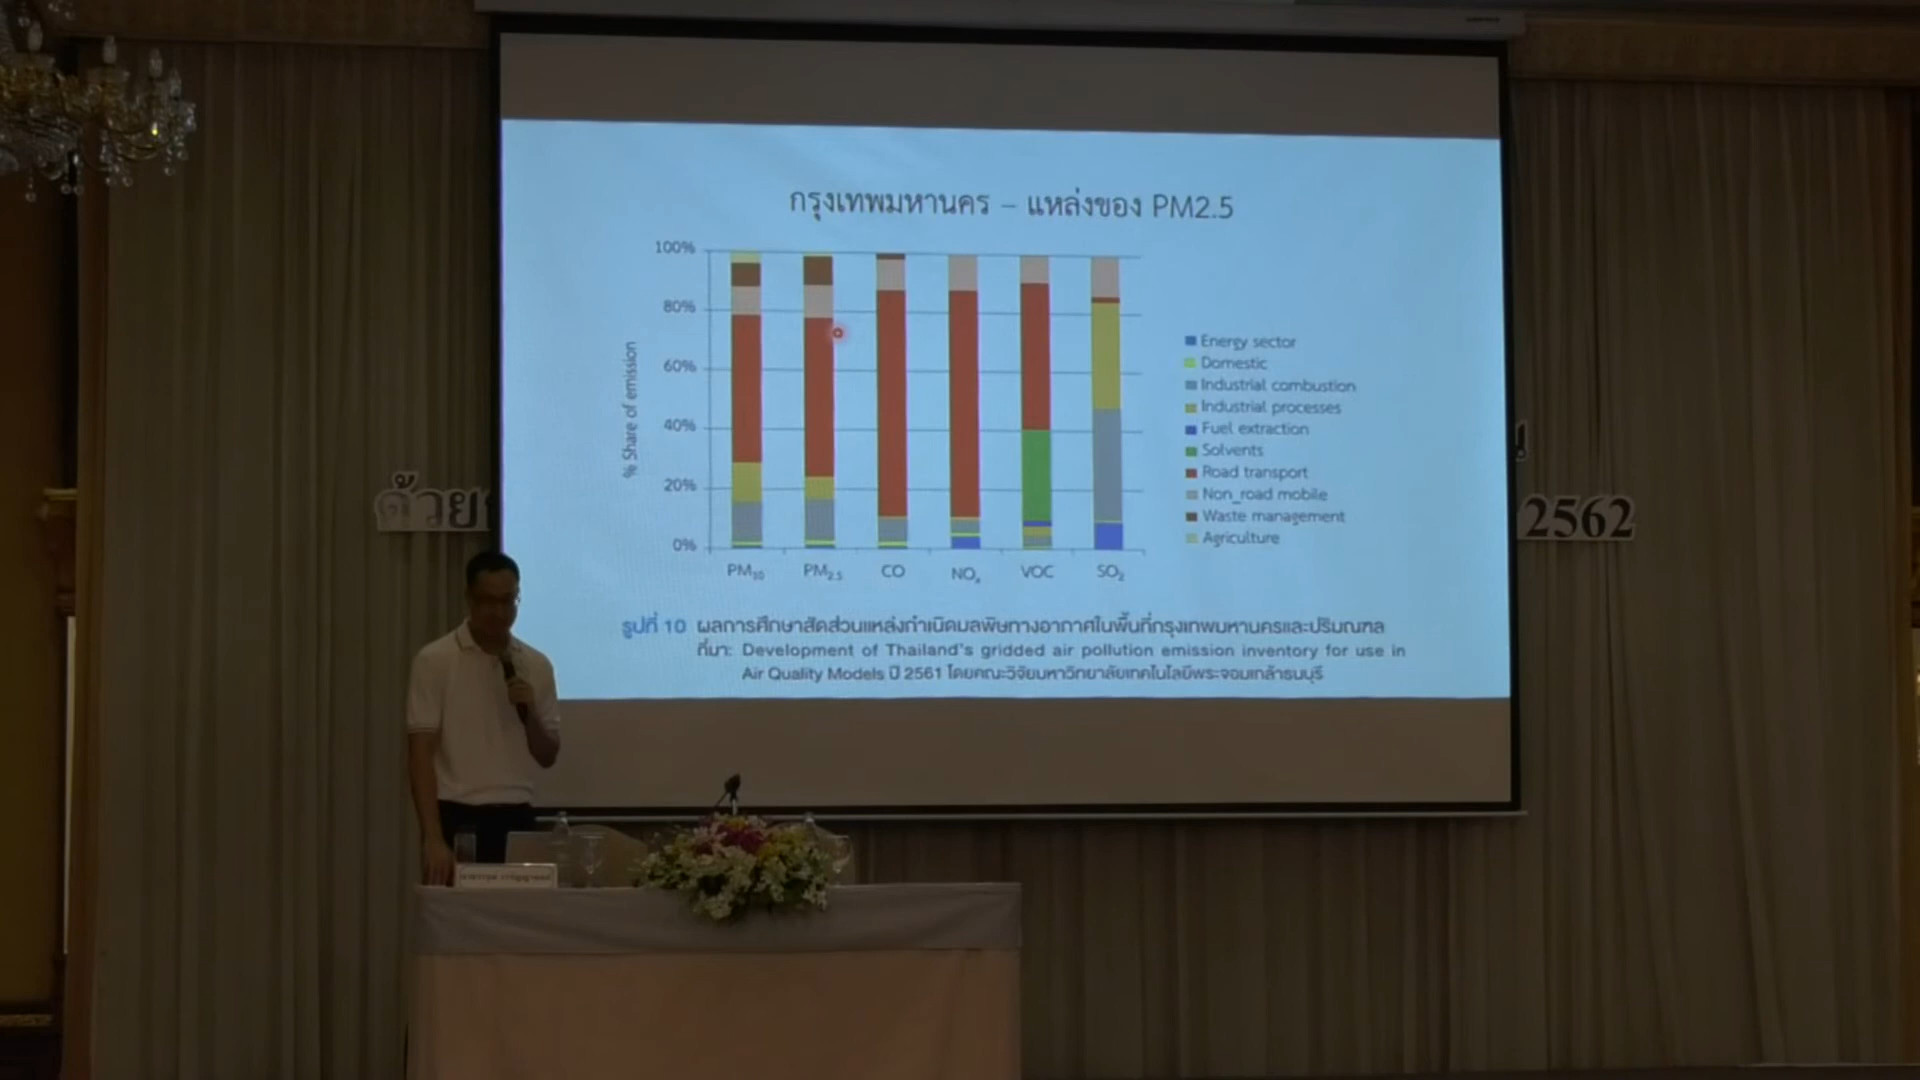 กรุงเทพมหานคร – แหล่งของ PM2.5
100%
80%
60%
40%
20%
0%
% Share of emission
PM₁₀
PM₂.₅
CO
NOₓ
VOC
SO₂
Energy sector
Domestic
Industrial combustion
Industrial processes
Fuel extraction
Solvents
Road transport
Non_road mobile
Waste management
Agriculture
รูปที่ 10 ผลการศึกษาสัดส่วนแหล่งกำเนิดมลพิษทางอากาศในพื้นที่กรุงเทพมหานครและปริมณฑล
ที่มา: Development of Thailand's gridded air pollution emission inventory for use in
Air Quality Models ปี 2561 โดยคณะวิจัยมหาวิทยาลัยเทคโนโลยีพระจอมเกล้าธนบุรี
ด้วย
2562